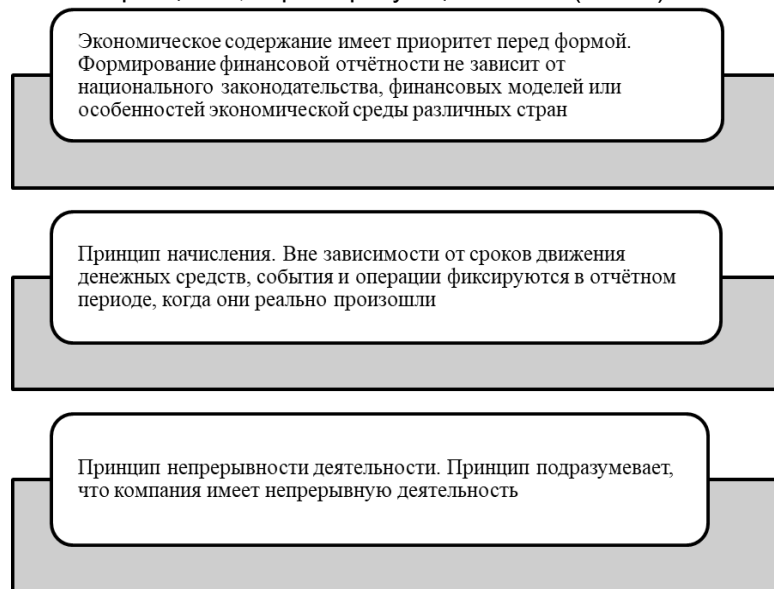 Экономическое содержание имеет приоритет перед формой.
Формирование финансовой отчётности не зависит от
национального законодательства, финансовых моделей или
особенностей экономической среды различных стран
Принцип начисления. Вне зависимости от сроков движения
денежных средств, события и операции фиксируются в отчётном
периоде, когда они реально произошли
Принцип непрерывности деятельности. Принцип подразумевает,
что компания имеет непрерывную деятельность